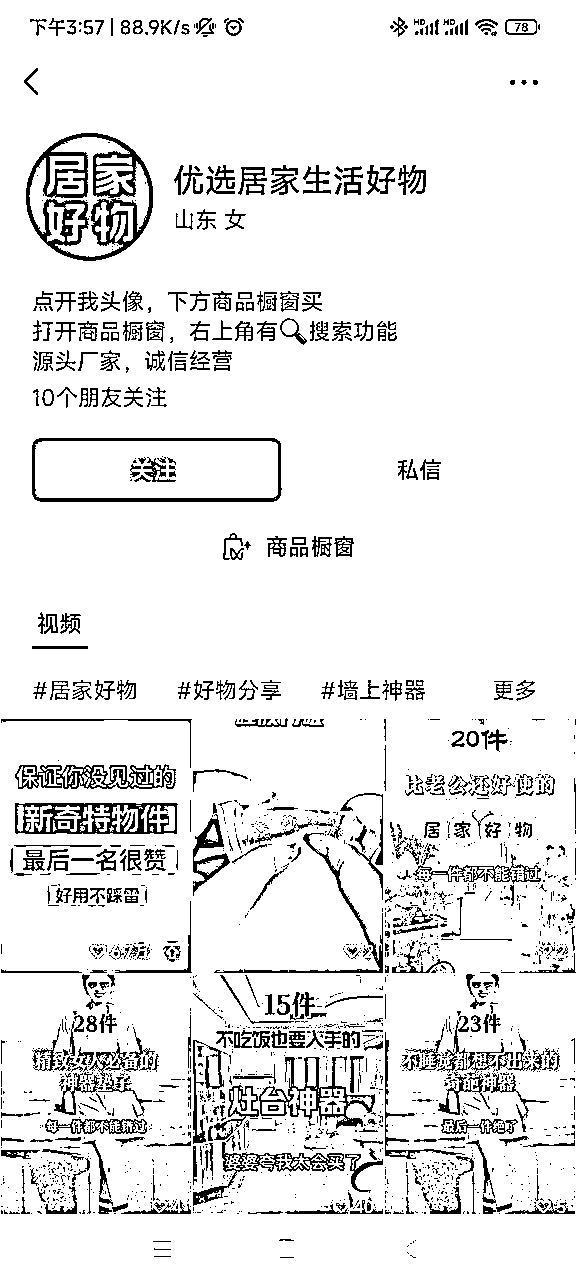 下午3:57 | 88.9K/s
78
居家
好物
优选居家生活好物
山东 女
点开我头像，下方商品橱窗买
打开商品橱窗，右上角有🔍搜索功能
源头厂家，诚信经营
10个朋友关注
关注
私信
商品橱窗
视频
#居家好物
#好物分享
#墙上神器
更多
保证你没见过的
新奇特物件
最后一名很赞
好用不踩雷
20件
比老公还好使的
居家好物
每一件都不能错过
28件
精致女人必备的
每一件都不能错过
15件
不吃饭也要入手的
灶台神器
婆婆夸我太会买了
23件
不睡觉都想不出来的
奇葩神器
最后一件绝了